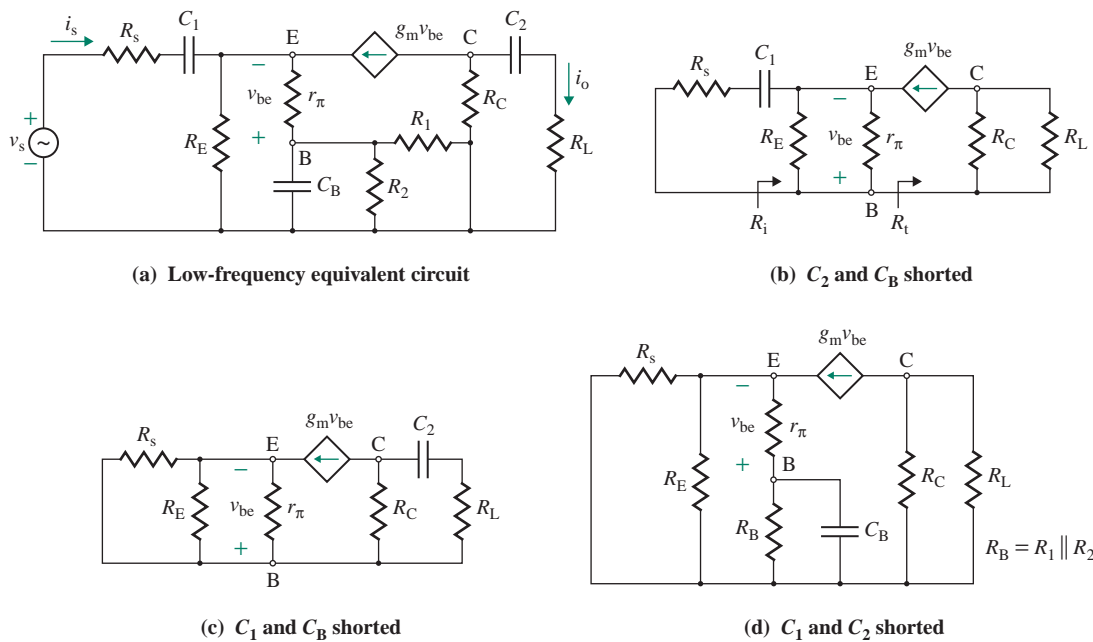 i_s
R_s
C_1
E
g_m v_be
C
C_2
+
v_s
~
−
R_E
−
v_be
+
r_π
B
C_B
R_1
R_2
R_C
i_o
R_L
(a) Low-frequency equivalent circuit
R_s
C_1
E
g_m v_be
C
R_E
−
v_be
+
r_π
R_C
R_L
R_i
B
R_t
(b) C_2 and C_B shorted
R_s
E
g_m v_be
C
C_2
R_E
−
v_be
+
r_π
R_C
R_L
B
(c) C_1 and C_B shorted
R_s
E
g_m v_be
C
−
v_be
+
r_π
B
R_E
R_B
C_B
R_C
R_L
R_B = R_1 || R_2
(d) C_1 and C_2 shorted